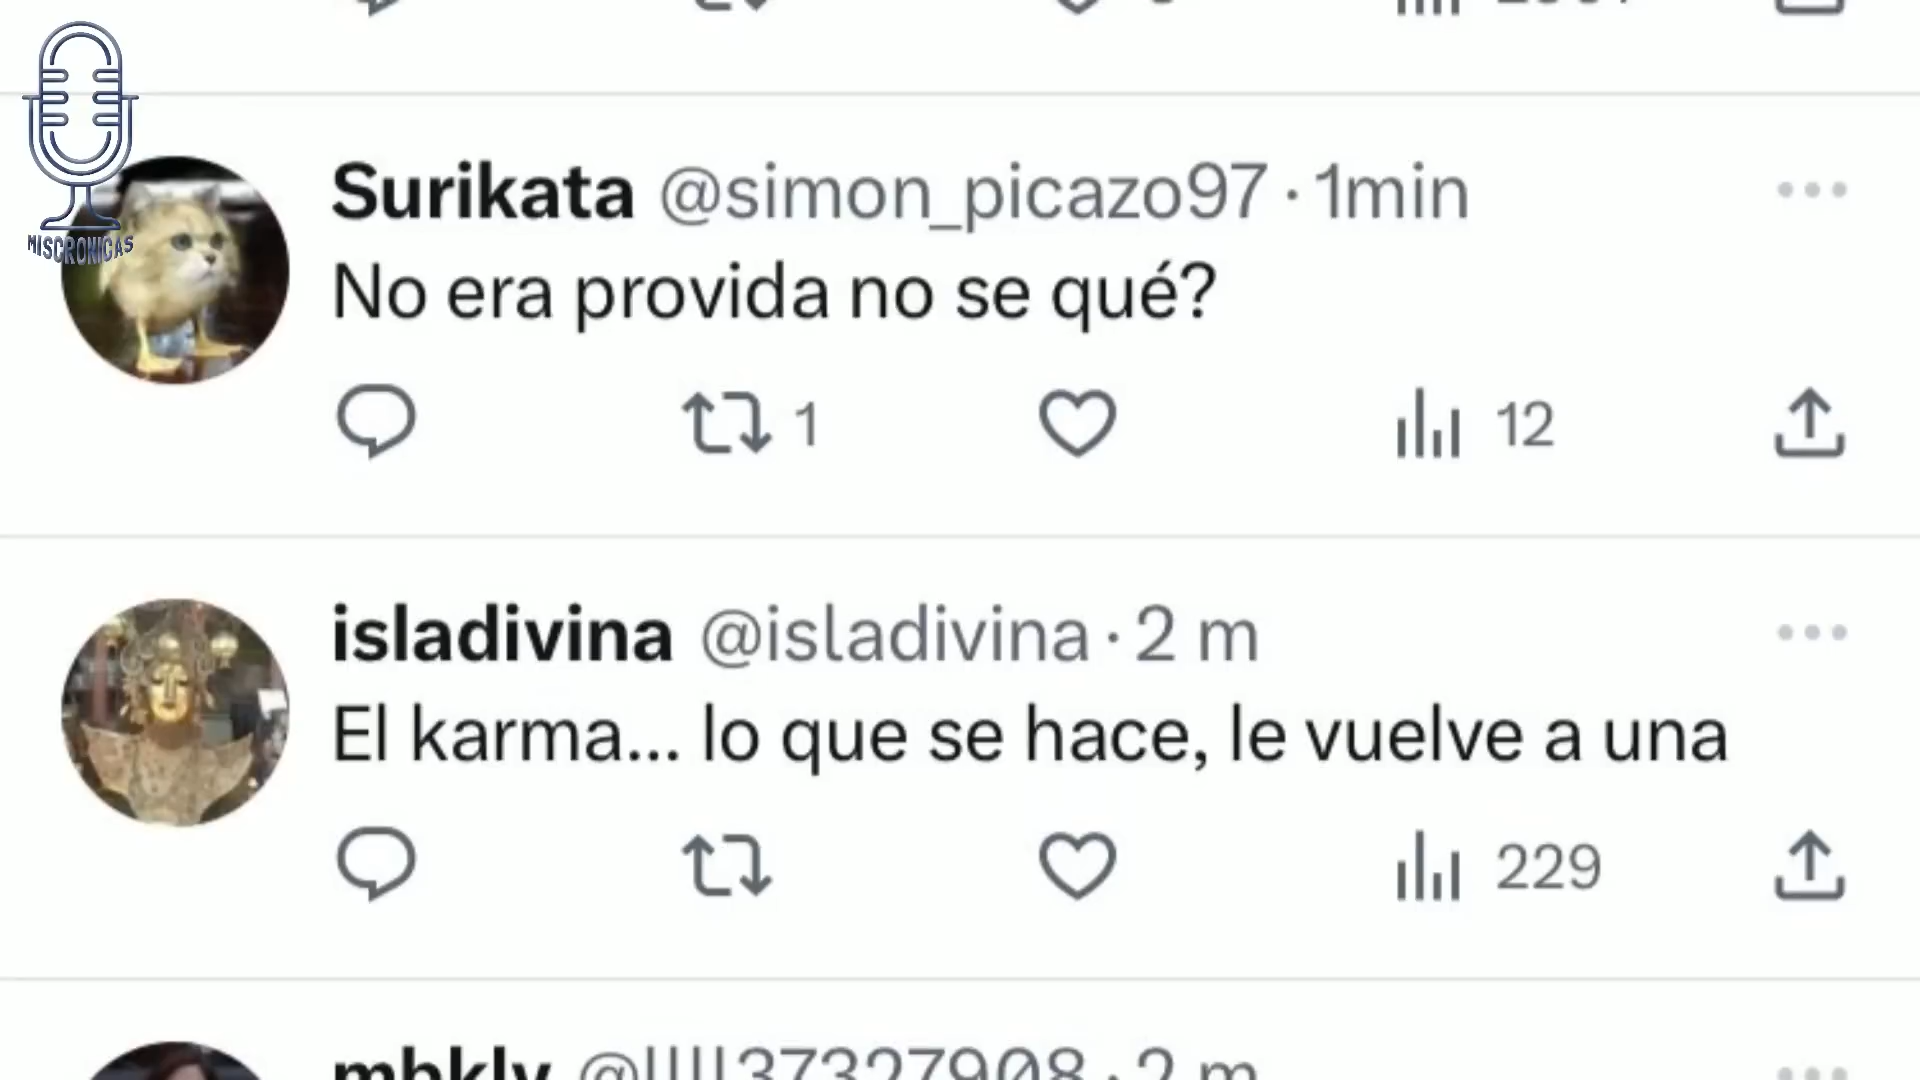 MISCRONICAS
Surikata @simon_picazo97 · 1min
No era provida no se qué?
1
12
isladivina @isladivina · 2 m
El karma... lo que se hace, le vuelve a una
229
· 2 m